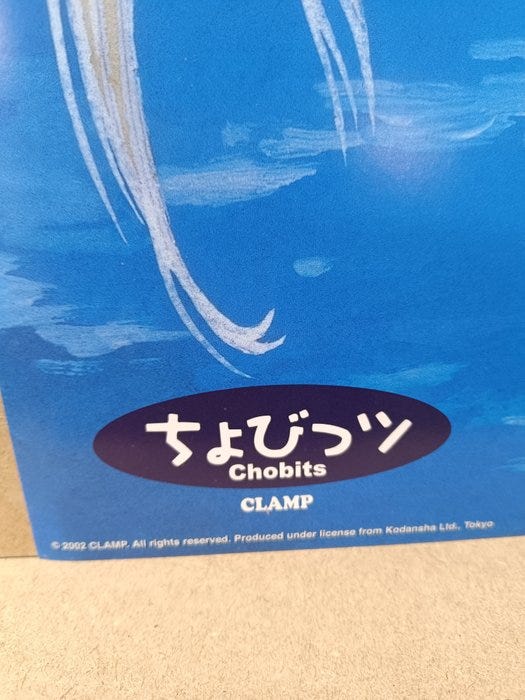 ちょびっツ
Chobits
CLAMP
© 2002 CLAMP. All rights reserved. Produced under license from Kodansha Ltd., Tokyo